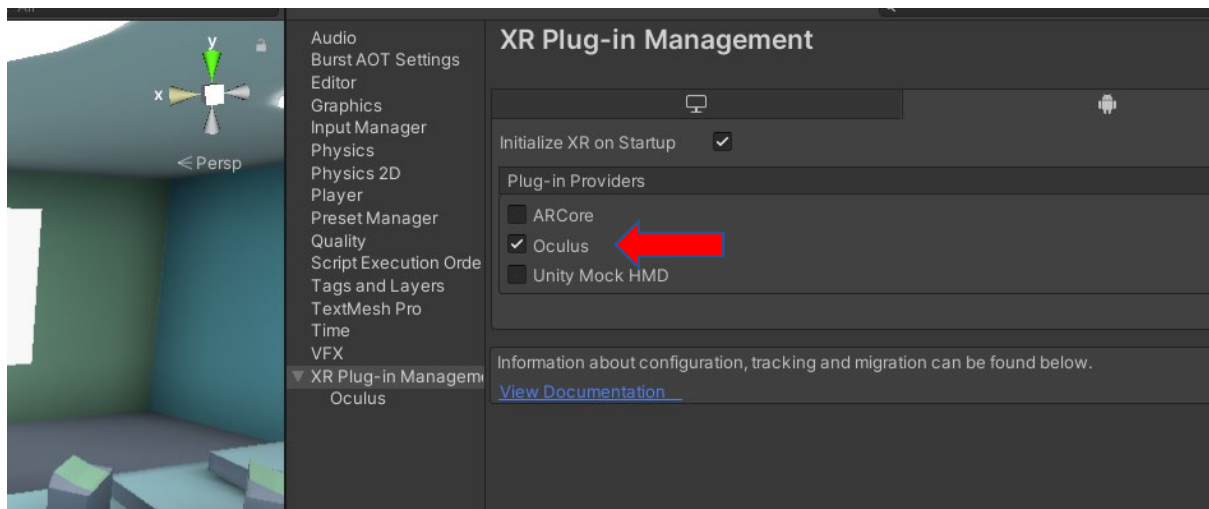 y
x
Persp
Audio
Burst AOT Settings
Editor
Graphics
Input Manager
Physics
Physics 2D
Player
Preset Manager
Quality
Script Execution Orde
Tags and Layers
TextMesh Pro
Time
VFX
XR Plug-in Managem
Oculus
XR Plug-in Management
Initialize XR on Startup
Plug-in Providers
ARCore
Oculus
Unity Mock HMD
Information about configuration, tracking and migration can be found below.
View Documentation